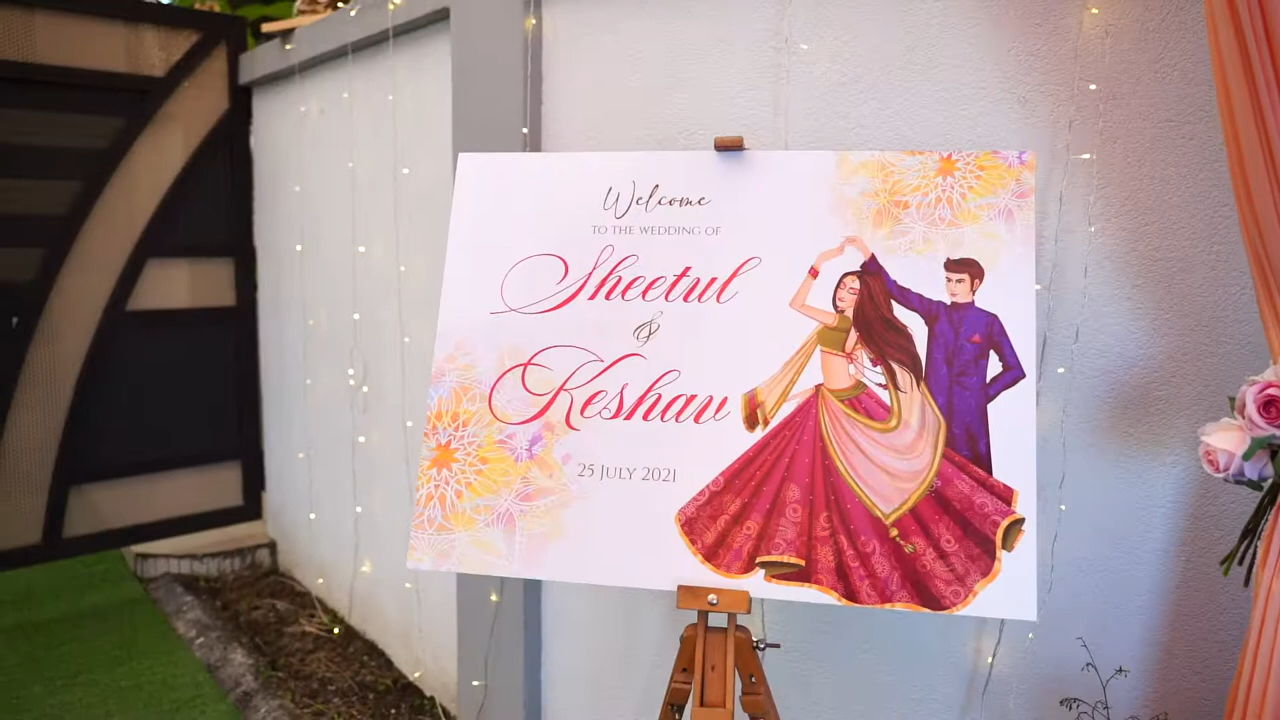 Welcome
TO THE WEDDING OF
Sheetul
&
Keshav
25 JULY 2021